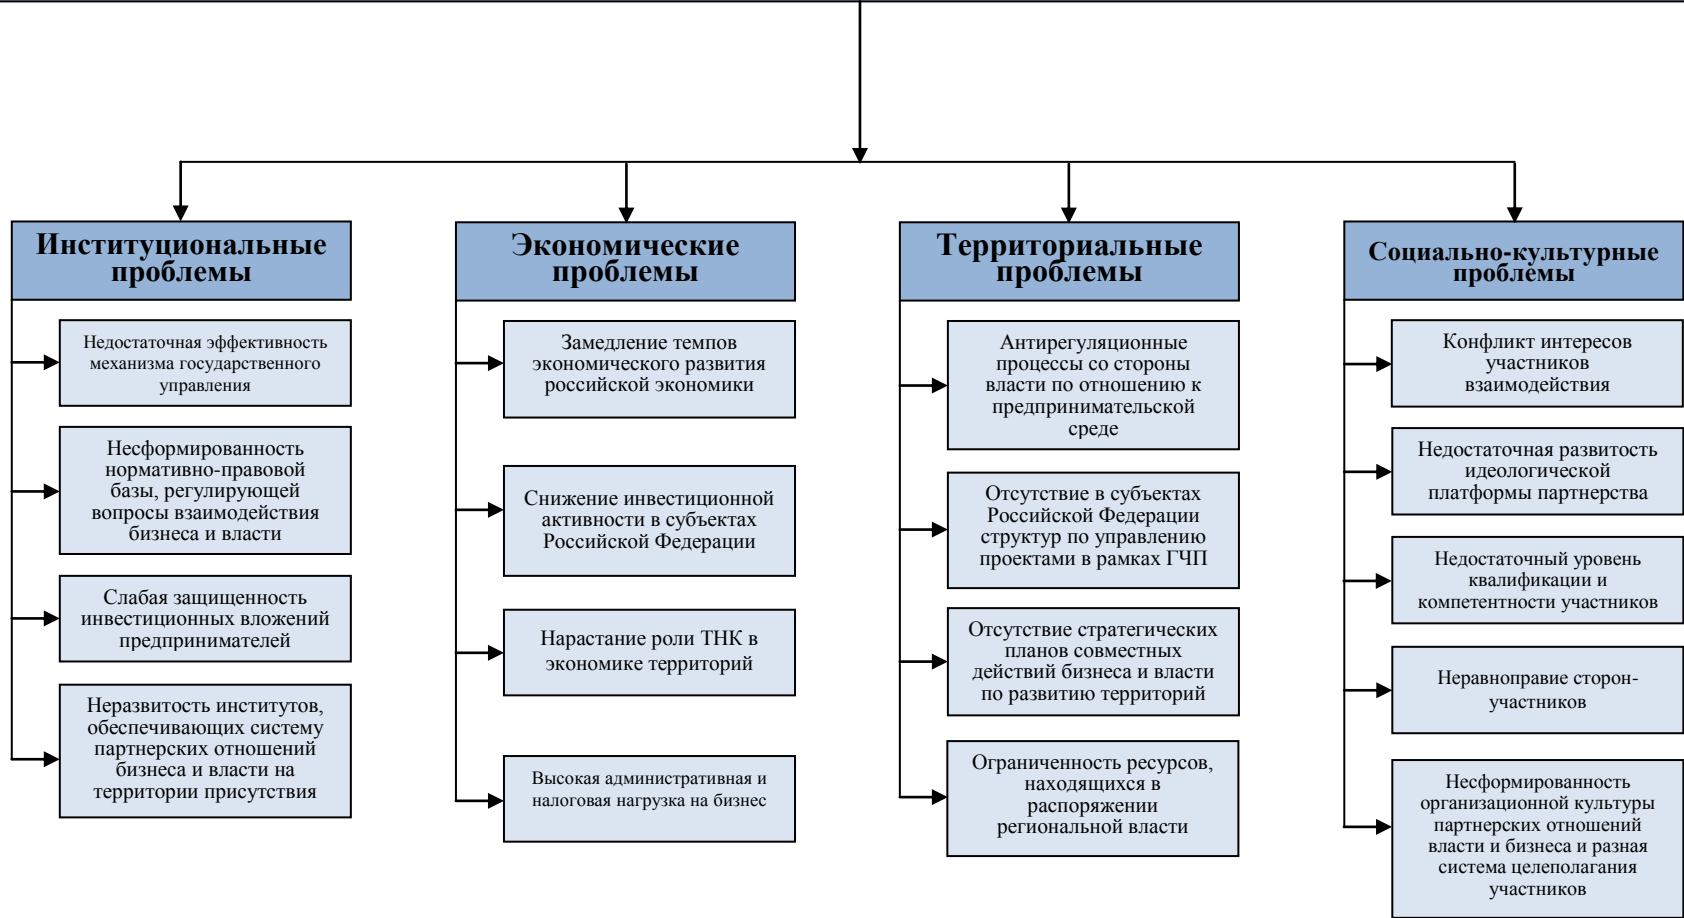 Институциональные
проблемы
Недостаточная эффективность
механизма государственного
управления
Несформированность
нормативно-правовой
базы, регулирующей
вопросы взаимодействия
бизнеса и власти
Слабая защищенность
инвестиционных вложений
предпринимателей
Неразвитость институтов,
обеспечивающих систему
партнерских отношений
бизнеса и власти на
территории присутствия
Экономические
проблемы
Замедление темпов
экономического развития
российской экономики
Снижение инвестиционной
активности в субъектах
Российской Федерации
Нарастание роли ТНК в
экономике территорий
Высокая административная и
налоговая нагрузка на бизнес
Территориальные
проблемы
Антирегуляционные
процессы со стороны
власти по отношению к
предпринимательской
среде
Отсутствие в субъектах
Российской Федерации
структур по управлению
проектами в рамках ГЧП
Отсутствие стратегических
планов совместных
действий бизнеса и власти
по развитию территорий
Ограниченность ресурсов,
находящихся в
распоряжении
региональной власти
Социально-культурные
проблемы
Конфликт интересов
участников
взаимодействия
Недостаточная развитость
идеологической
платформы партнерства
Недостаточный уровень
квалификации и
компетентности участников
Неравноправие сторон-
участников
Несформированность
организационной культуры
партнерских отношений
власти и бизнеса и разная
система целеполагания
участников